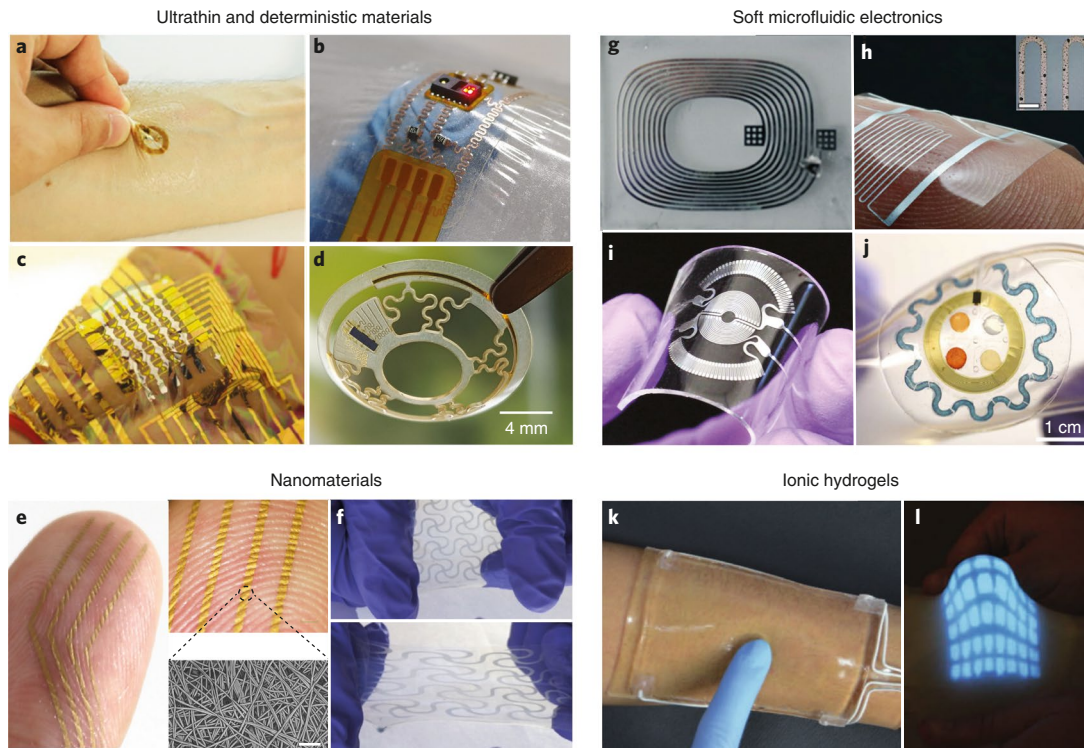 Ultrathin and deterministic materials
a
b
c
d
4 mm
Soft microfluidic electronics
g
h
i
j
1 cm
Nanomaterials
e
f
Ionic hydrogels
k
l